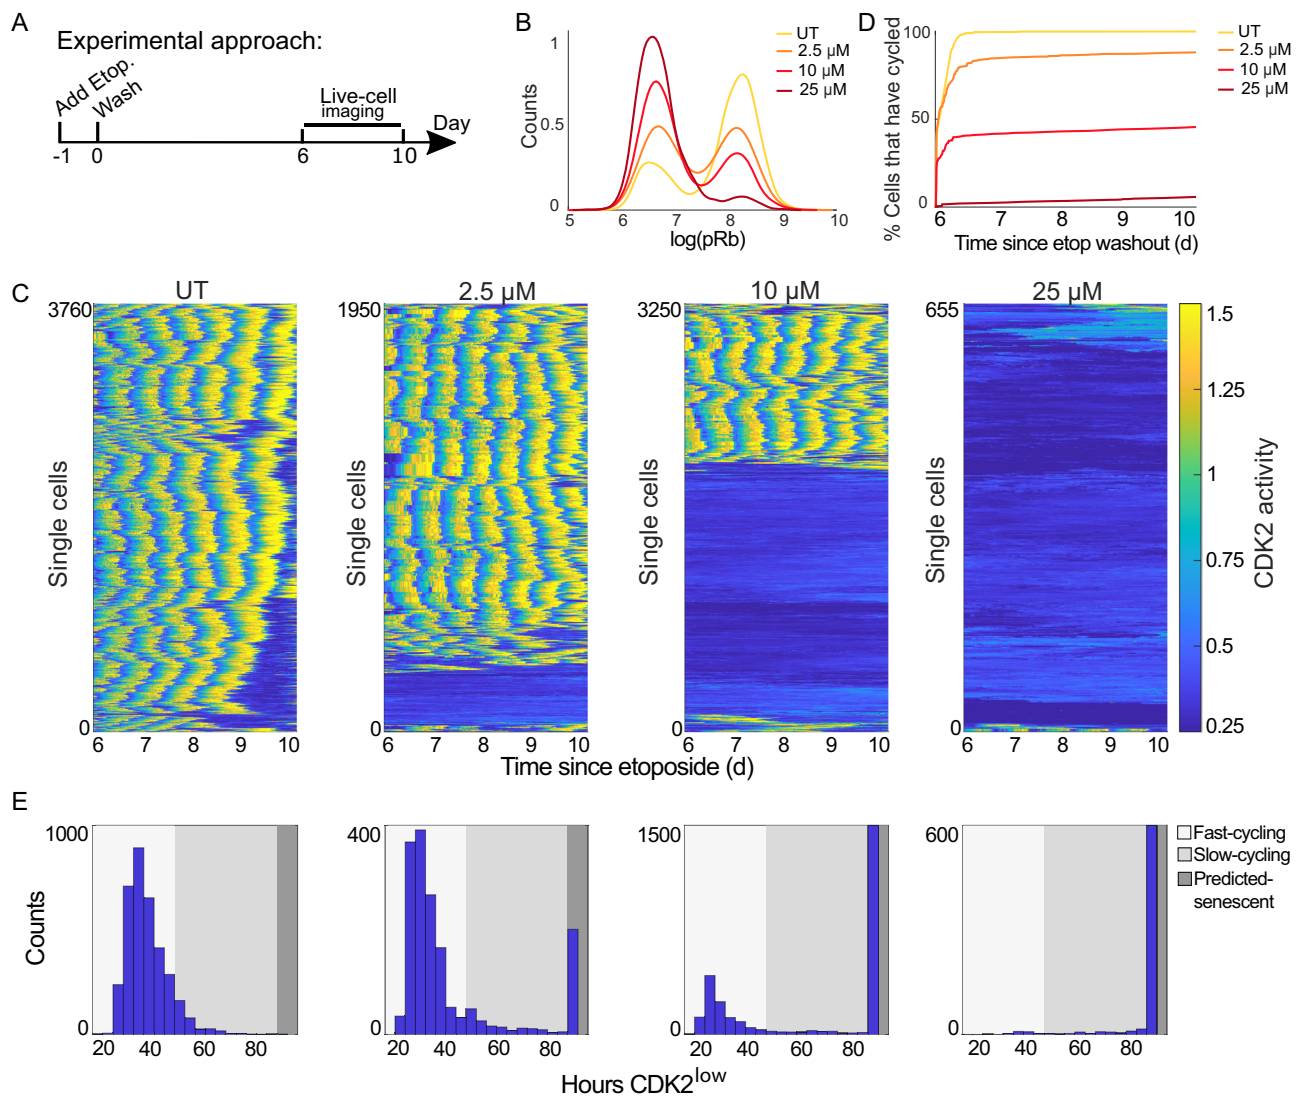 A
Experimental approach:
Add Etop.
Wash
Live-cell
imaging
Day
-1
0
6
10
B
1
0.5
0
Counts
5
6
7
8
9
10
log(pRb)
UT
2.5 µM
10 µM
25 µM
D
100
50
0
% Cells that have cycled
6
7
8
9
10
Time since etop washout (d)
UT
2.5 µM
10 µM
25 µM
C
UT
3760
0
Single cells
6
7
8
9
10
2.5 µM
1950
0
Single cells
6
7
8
9
10
10 µM
3250
0
Single cells
6
7
8
9
10
25 µM
655
0
Single cells
6
7
8
9
10
Time since etoposide (d)
1.5
1.25
1
0.75
0.5
0.25
CDK2 activity
E
1000
0
Counts
20
40
60
80
400
0
20
40
60
80
1500
0
20
40
60
80
600
0
20
40
60
80
Hours CDK2low
Fast-cycling
Slow-cycling
Predicted-
senescent